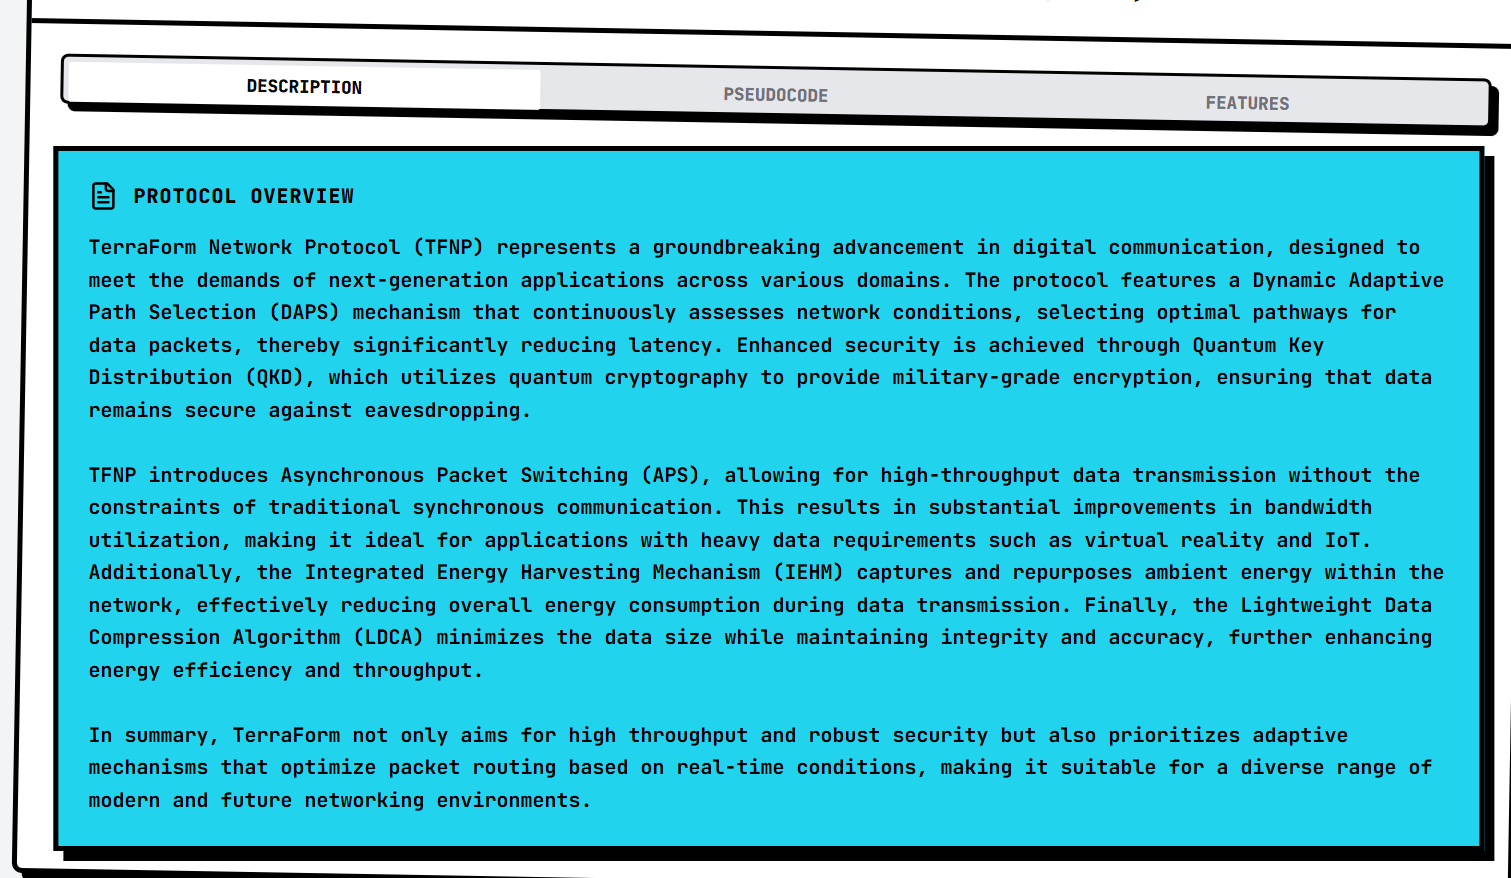 DESCRIPTION
PSEUDOCODE
FEATURES
PROTOCOL OVERVIEW
TerraForm Network Protocol (TFNP) represents a groundbreaking advancement in digital communication, designed to
meet the demands of next-generation applications across various domains. The protocol features a Dynamic Adaptive
Path Selection (DAPS) mechanism that continuously assesses network conditions, selecting optimal pathways for
data packets, thereby significantly reducing latency. Enhanced security is achieved through Quantum Key
Distribution (QKD), which utilizes quantum cryptography to provide military-grade encryption, ensuring that data
remains secure against eavesdropping.
TFNP introduces Asynchronous Packet Switching (APS), allowing for high-throughput data transmission without the
constraints of traditional synchronous communication. This results in substantial improvements in bandwidth
utilization, making it ideal for applications with heavy data requirements such as virtual reality and IoT.
Additionally, the Integrated Energy Harvesting Mechanism (IEHM) captures and repurposes ambient energy within the
network, effectively reducing overall energy consumption during data transmission. Finally, the Lightweight Data
Compression Algorithm (LDCA) minimizes the data size while maintaining integrity and accuracy, further enhancing
energy efficiency and throughput.
In summary, TerraForm not only aims for high throughput and robust security but also prioritizes adaptive
mechanisms that optimize packet routing based on real-time conditions, making it suitable for a diverse range of
modern and future networking environments.